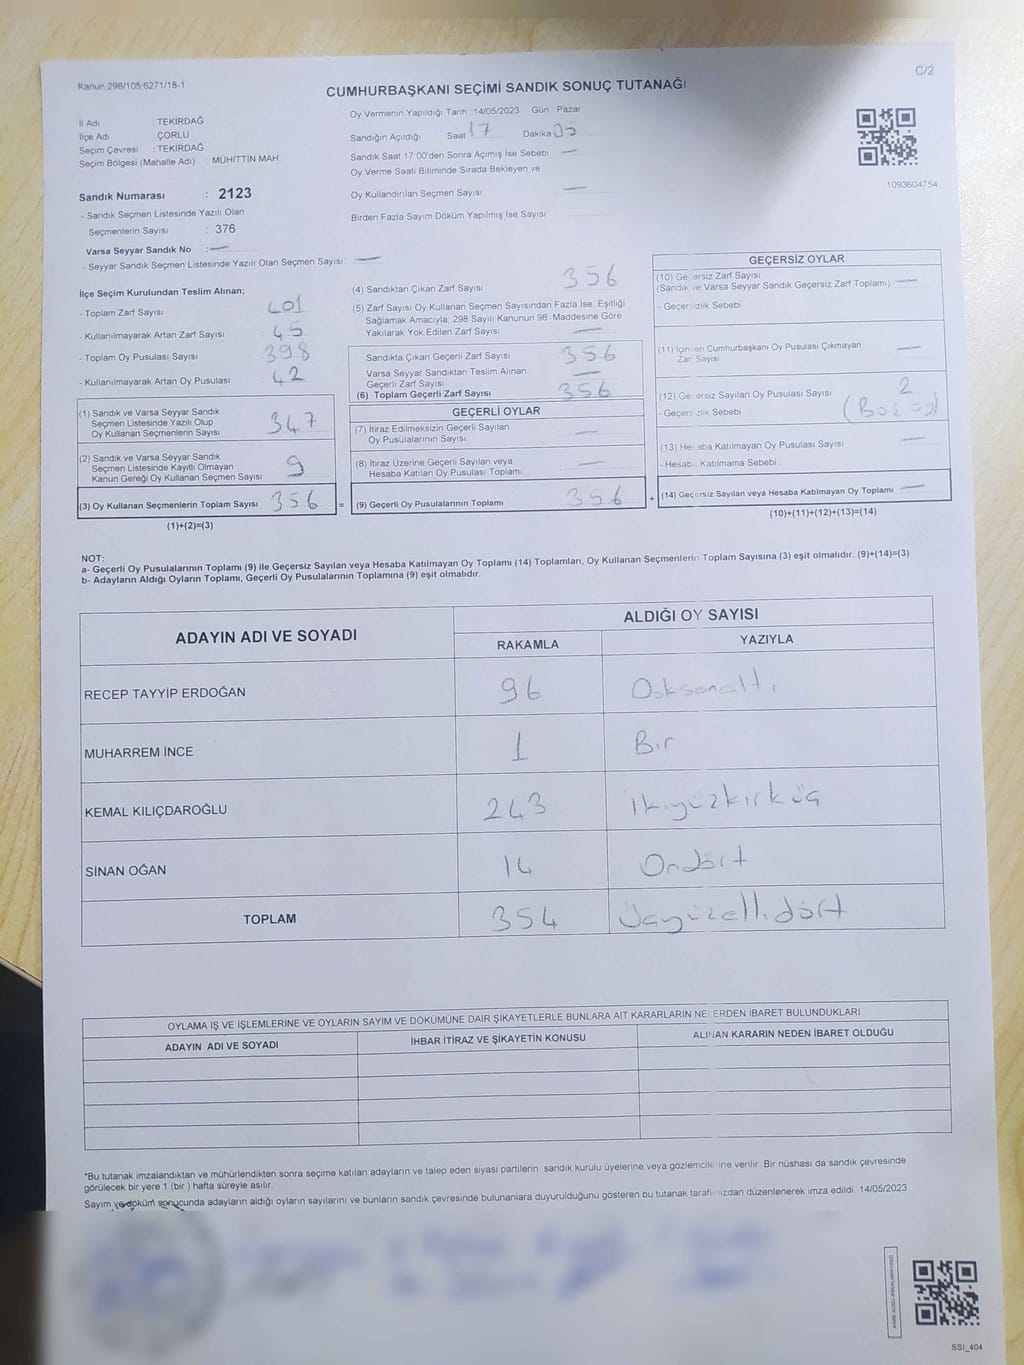 Kanun 298/105 6271/18-1
C/2
CUMHURBAŞKANI SEÇİMİ SANDIK SONUÇ TUTANAĞI
İl Adı TEKİRDAĞ
İlçe Adı ÇORLU
Seçim Çevresi : TEKİRDAĞ
Seçim Bölgesi (Mahalle Adı) : MUHİTTİN MAH.
Sandık Numarası : 2123
- Sandık Seçmen Listesinde Yazılı Olan
Seçmenlerin Sayısı : 376
Varsa Seyyar Sandık No : —
- Seyyar Sandık Seçmen Listesinde Yazılı Olan Seçmen Sayısı: —
Oy Vermenin Yapıldığı Tarih : 14/05/2023 Gün : Pazar
Sandığın Açıldığı Saat 17 Dakika 05
Sandık Saat 17:00'den Sonra Açımış İse Sebebi —
Oy Verme Saati Bitiminde Sırada Bekleyen ve
Oy Kullandırılan Seçmen Sayısı —
Birden Fazla Sayım Döküm Yapılmış İse Sayısı
1093604754
İlçe Seçim Kurulundan Teslim Alınan;
- Toplam Zarf Sayısı 401
- Kullanılmayarak Artan Zarf Sayısı 45
- Toplam Oy Pusulası Sayısı 398
- Kullanılmayarak Artan Oy Pusulası 42
(1) Sandık ve Varsa Seyyar Sandık
Seçmen Listesinde Yazılı Olup
Oy Kullanan Seçmenlerin Sayısı 347
(2) Sandık ve Varsa Seyyar Sandık
Seçmen Listesinde Kayıtlı Olmayan
Kanun Gereği Oy Kullanan Seçmen Sayısı 9
(3) Oy Kullanan Seçmenlerin Toplam Sayısı 356 =
(1)+(2)=(3)
(4) Sandıktan Çıkan Zarf Sayısı 356
(5) Zarf Sayısı Oy Kullanan Seçmen Sayısından Fazla İse, Eşitliği
Sağlamak Amacıyla; 298 Sayılı Kanunun 98. Maddesine Göre
Yakılarak Yok Edilen Zarf Sayısı —
Sandıkta Çıkan Geçerli Zarf Sayısı 356
Varsa Seyyar Sandıktan Teslim Alınan
Geçerli Zarf Sayısı —
(6) Toplam Geçerli Zarf Sayısı 356
GEÇERLİ OYLAR
(7) İtiraz Edilmeksizin Geçerli Sayılan
Oy Pusulalarının Sayısı —
(8) İtiraz Üzerine Geçerli Sayılan veya
Hesaba Katılan Oy Pusulası Toplamı —
(9) Geçerli Oy Pusulalarının Toplamı 356 +
GEÇERSİZ OYLAR
(10) Geçersiz Zarf Sayısı
(Sandık ve Varsa Seyyar Sandık Geçersiz Zarf Toplamı) —
- Geçersizlik Sebebi
(11) İçinden Cumhurbaşkanı Oy Pusulası Çıkmayan
Zarf Sayısı —
(12) Geçersiz Sayılan Oy Pusulası Sayısı 2
- Geçersizlik Sebebi (Boş oy)
(13) Hesaba Katılmayan Oy Pusulası Sayısı —
- Hesaba Katılmama Sebebi
(14) Geçersiz Sayılan veya Hesaba Katılmayan Oy Toplamı —
(10)+(11)+(12)+(13)=(14)
NOT:
a- Geçerli Oy Pusulalarının Toplamı (9) ile Geçersiz Sayılan veya Hesaba Katılmayan Oy Toplamı (14) Toplamları, Oy Kullanan Seçmenlerin Toplam Sayısına (3) eşit olmalıdır. (9)+(14)=(3)
b- Adayların Aldığı Oyların Toplamı, Geçerli Oy Pusulalarının Toplamına (9) eşit olmalıdır.
ADAYIN ADI VE SOYADI ALDIĞI OY SAYISI
RAKAMLA YAZIYLA
RECEP TAYYİP ERDOĞAN 96 Doksanaltı
MUHARREM İNCE 1 Bir
KEMAL KILIÇDAROĞLU 243 ikiyüzkırküç
SİNAN OĞAN 14 Ondört
TOPLAM 354 Üçyüzellidört
OYLAMA İŞ VE İŞLEMLERİNE VE OYLARIN SAYIM VE DÖKÜMÜNE DAİR ŞİKAYETLERLE BUNLARA AİT KARARLARIN NELERDEN İBARET BULUNDUKLARI
ADAYIN ADI VE SOYADI İHBAR İTİRAZ VE ŞİKAYETİN KONUSU ALINAN KARARIN NEDEN İBARET OLDUĞU
*Bu tutanak imzalandıktan ve mühürlendikten sonra seçime katılan adayların ve talep eden siyasi partilerin sandık kurulu üyelerine veya gözlemcilerine verilir. Bir nüshası da sandık çevresinde
görülecek bir yere 1 (bir) hafta süreyle asılır.
Sayım ve döküm sonucunda adayların aldığı oyların sayılarını ve bunların sandık çevresinde bulunanlara duyurulduğunu gösteren bu tutanak tarafımızdan düzenlenerek imza edildi. 14/05/2023
SSI_404